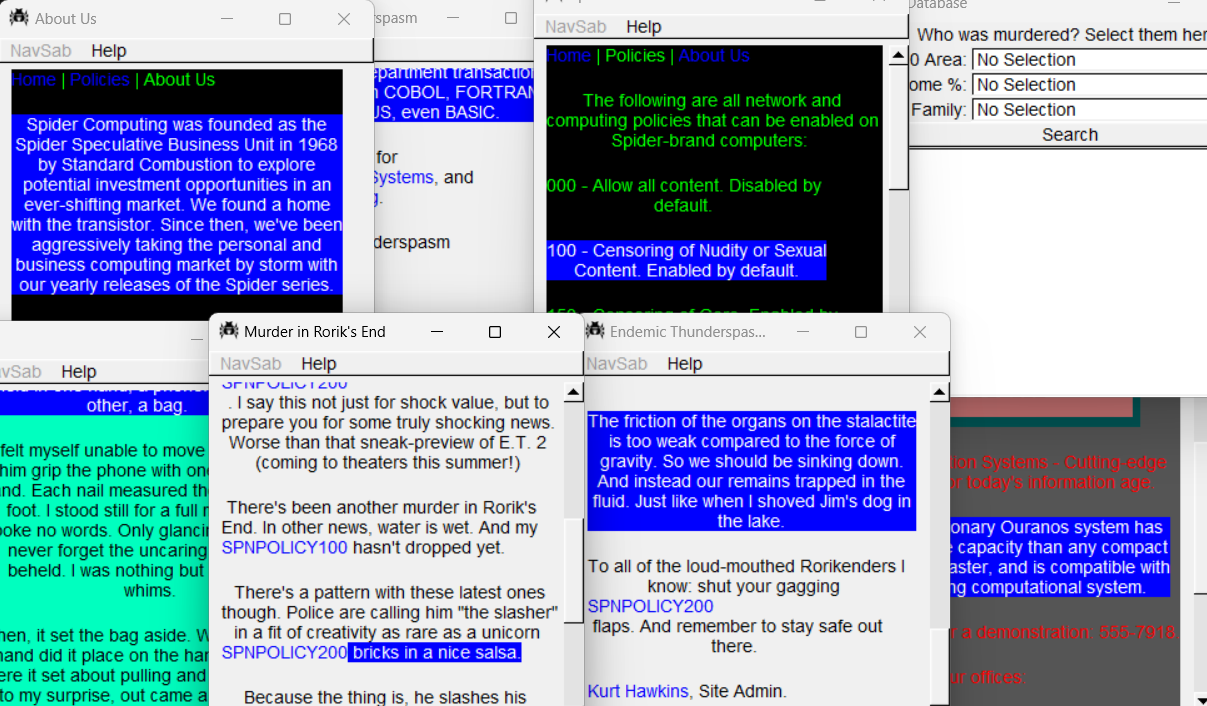 About Us
NavSab Help
Home | Policies | About Us
Spider Computing was founded as the
Spider Speculative Business Unit in 1968
by Standard Combustion to explore
potential investment opportunities in an
ever-shifting market. We found a home
with the transistor. Since then, we've been
aggressively taking the personal and
business computing market by storm with
our yearly releases of the Spider series.
erspasm
epartment transaction
COBOL, FORTRAN
US, even BASIC.
for
Systems, and
derspasm
NavSab Help
Home | Policies | About Us
The following are all network and
computing policies that can be enabled on
Spider-brand computers:
000 - Allow all content. Disabled by
default.
100 - Censoring of Nudity or Sexual
Content. Enabled by default.
150 - Censoring of Gore. Enabled by
Database
Who was murdered? Select them her
0 Area: No Selection
ome %: No Selection
Family: No Selection
Search
avSab Help
other, a bag.
felt myself unable to move
him grip the phone with one
and. Each nail measured the
foot. I stood still for a full m
oke no words. Only glancin
never forget the uncaring
beheld. I was nothing but
whims.
hen, it set the bag aside. W
hand did it place on the han
ere it set about pulling and
to my surprise, out came a
Murder in Rorik's End
NavSab Help
SPNPOLICY200
. I say this not just for shock value, but to
prepare you for some truly shocking news.
Worse than that sneak-preview of E.T. 2
(coming to theaters this summer!)
There's been another murder in Rorik's
End. In other news, water is wet. And my
SPNPOLICY100 hasn't dropped yet.
There's a pattern with these latest ones
though. Police are calling him "the slasher"
in a fit of creativity as rare as a unicorn
SPNPOLICY200 bricks in a nice salsa.
Because the thing is, he slashes his
Endemic Thunderspas...
NavSab Help
The friction of the organs on the stalactite
is too weak compared to the force of
gravity. So we should be sinking down.
And instead our remains trapped in the
fluid. Just like when I shoved Jim's dog in
the lake.
To all of the loud-mouthed Rorikenders I
know: shut your gagging
SPNPOLICY200
flaps. And remember to stay safe out
there.
Kurt Hawkins, Site Admin.
ion Systems - Cutting-edge
or today's information age
ionary Ouranos system has
e capacity than any compact
aster, and is compatible with
ng computational system.
r a demonstration: 555-7918
ur offices: